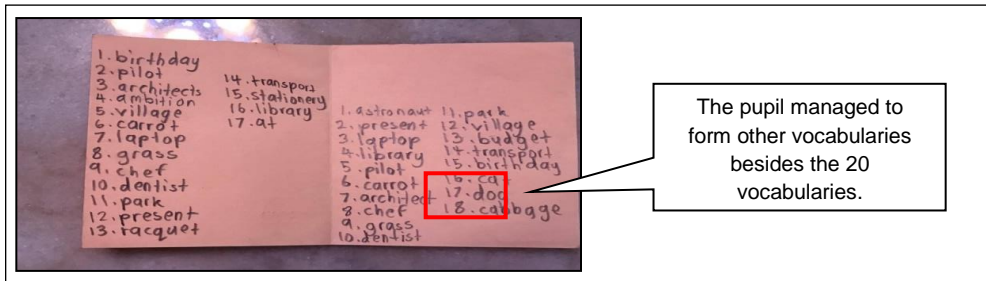 1.birthday
2.pilot
3.architects
4.ambition
5.village
6.carrot
7.laptop
8.grass
9.chef
10.dentist
11.park
12.present
13.racquet
14.transport
15.stationery
16.library
17.at
1.astronaut
2.present
3.laptop
4.library
5.pilot
6.carrot
7.architect
8.chef
9.grass
10.dentist
11.park
12.village
13.budget
14.transport
15.birthday
16.
17.dog
18.cabbage
The pupil managed to
form other vocabularies
besides the 20
vocabularies.